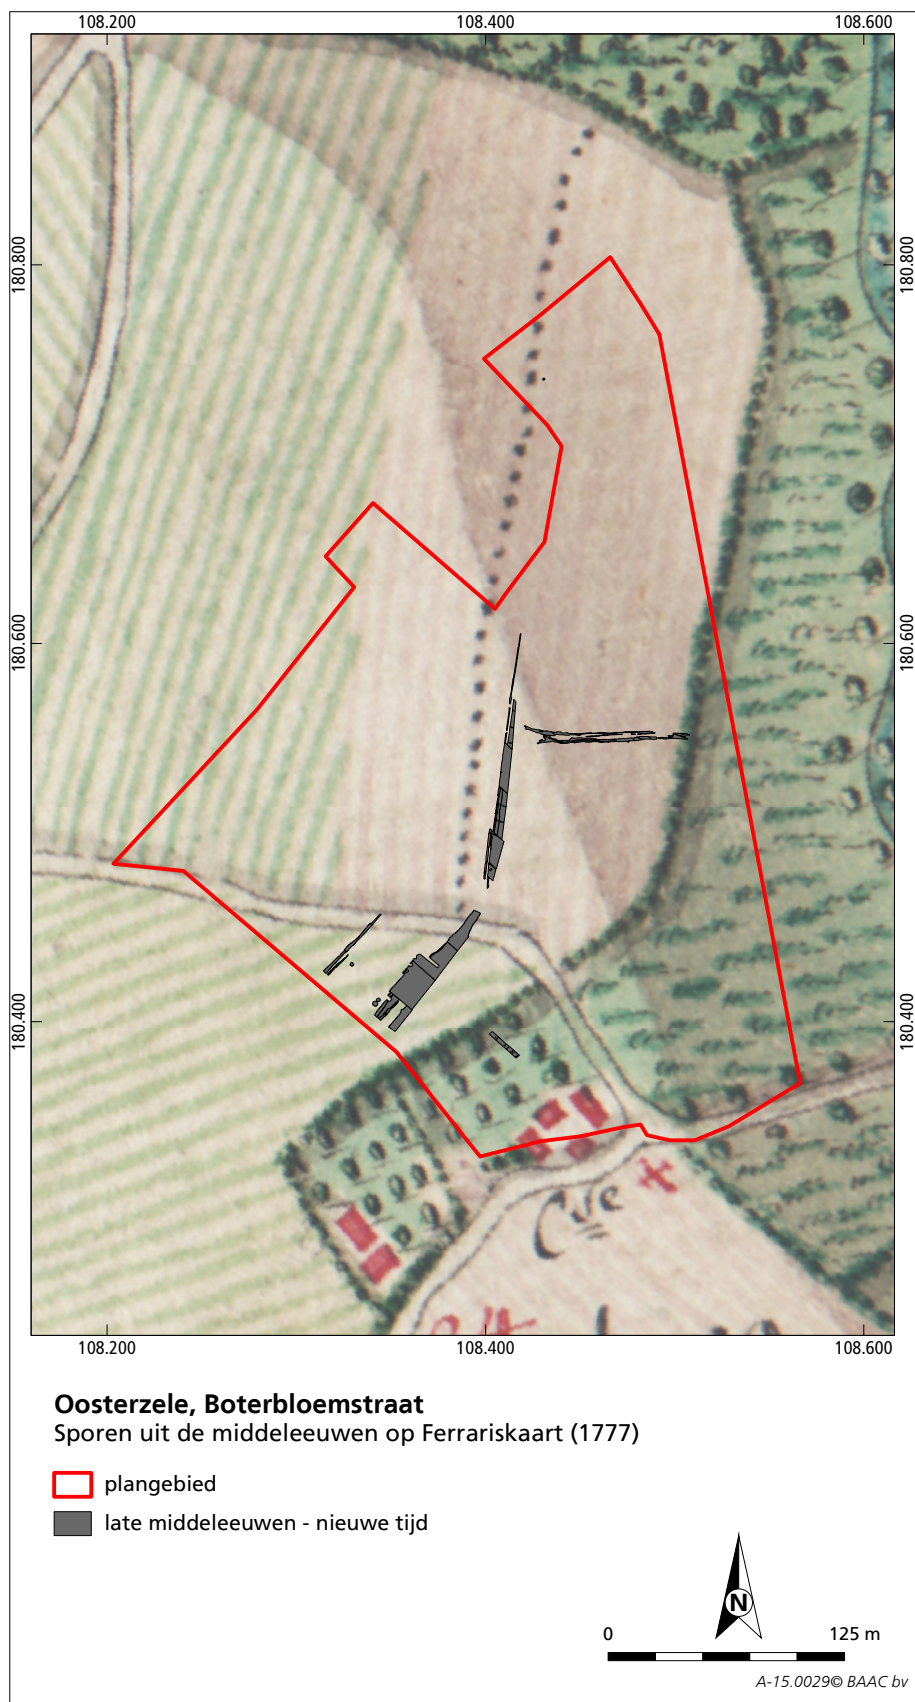 108.200 108.400 108.600
180.800 180.800
180.600 180.600
180.400 180.400
108.200 108.400 108.600
Oosterzele, Boterbloemstraat
Sporen uit de middeleeuwen op Ferrariskaart (1777)
plangebied
late middeleeuwen - nieuwe tijd
N
0 125 m
A-15.0029© BAAC bv